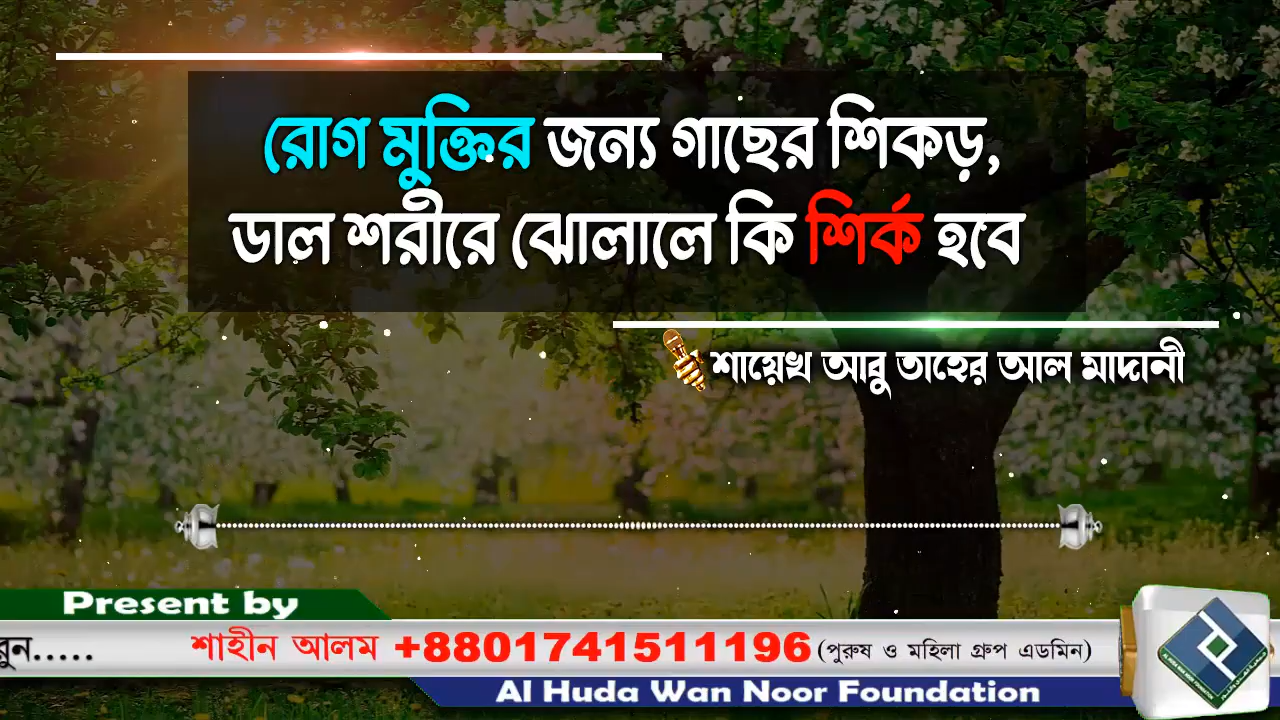 রোগ মুক্তির জন্য গাছের শিকড়,
ডাল শরীরে ঝোলালে কি শির্ক হবে
শায়েখ আবু তাহের আল মাদানী
Present by
রুন..... শাহীন আলম +8801741511196 (পুরুষ ও মহিলা গ্রুপ এডমিন)
Al Huda Wan Noor Foundation